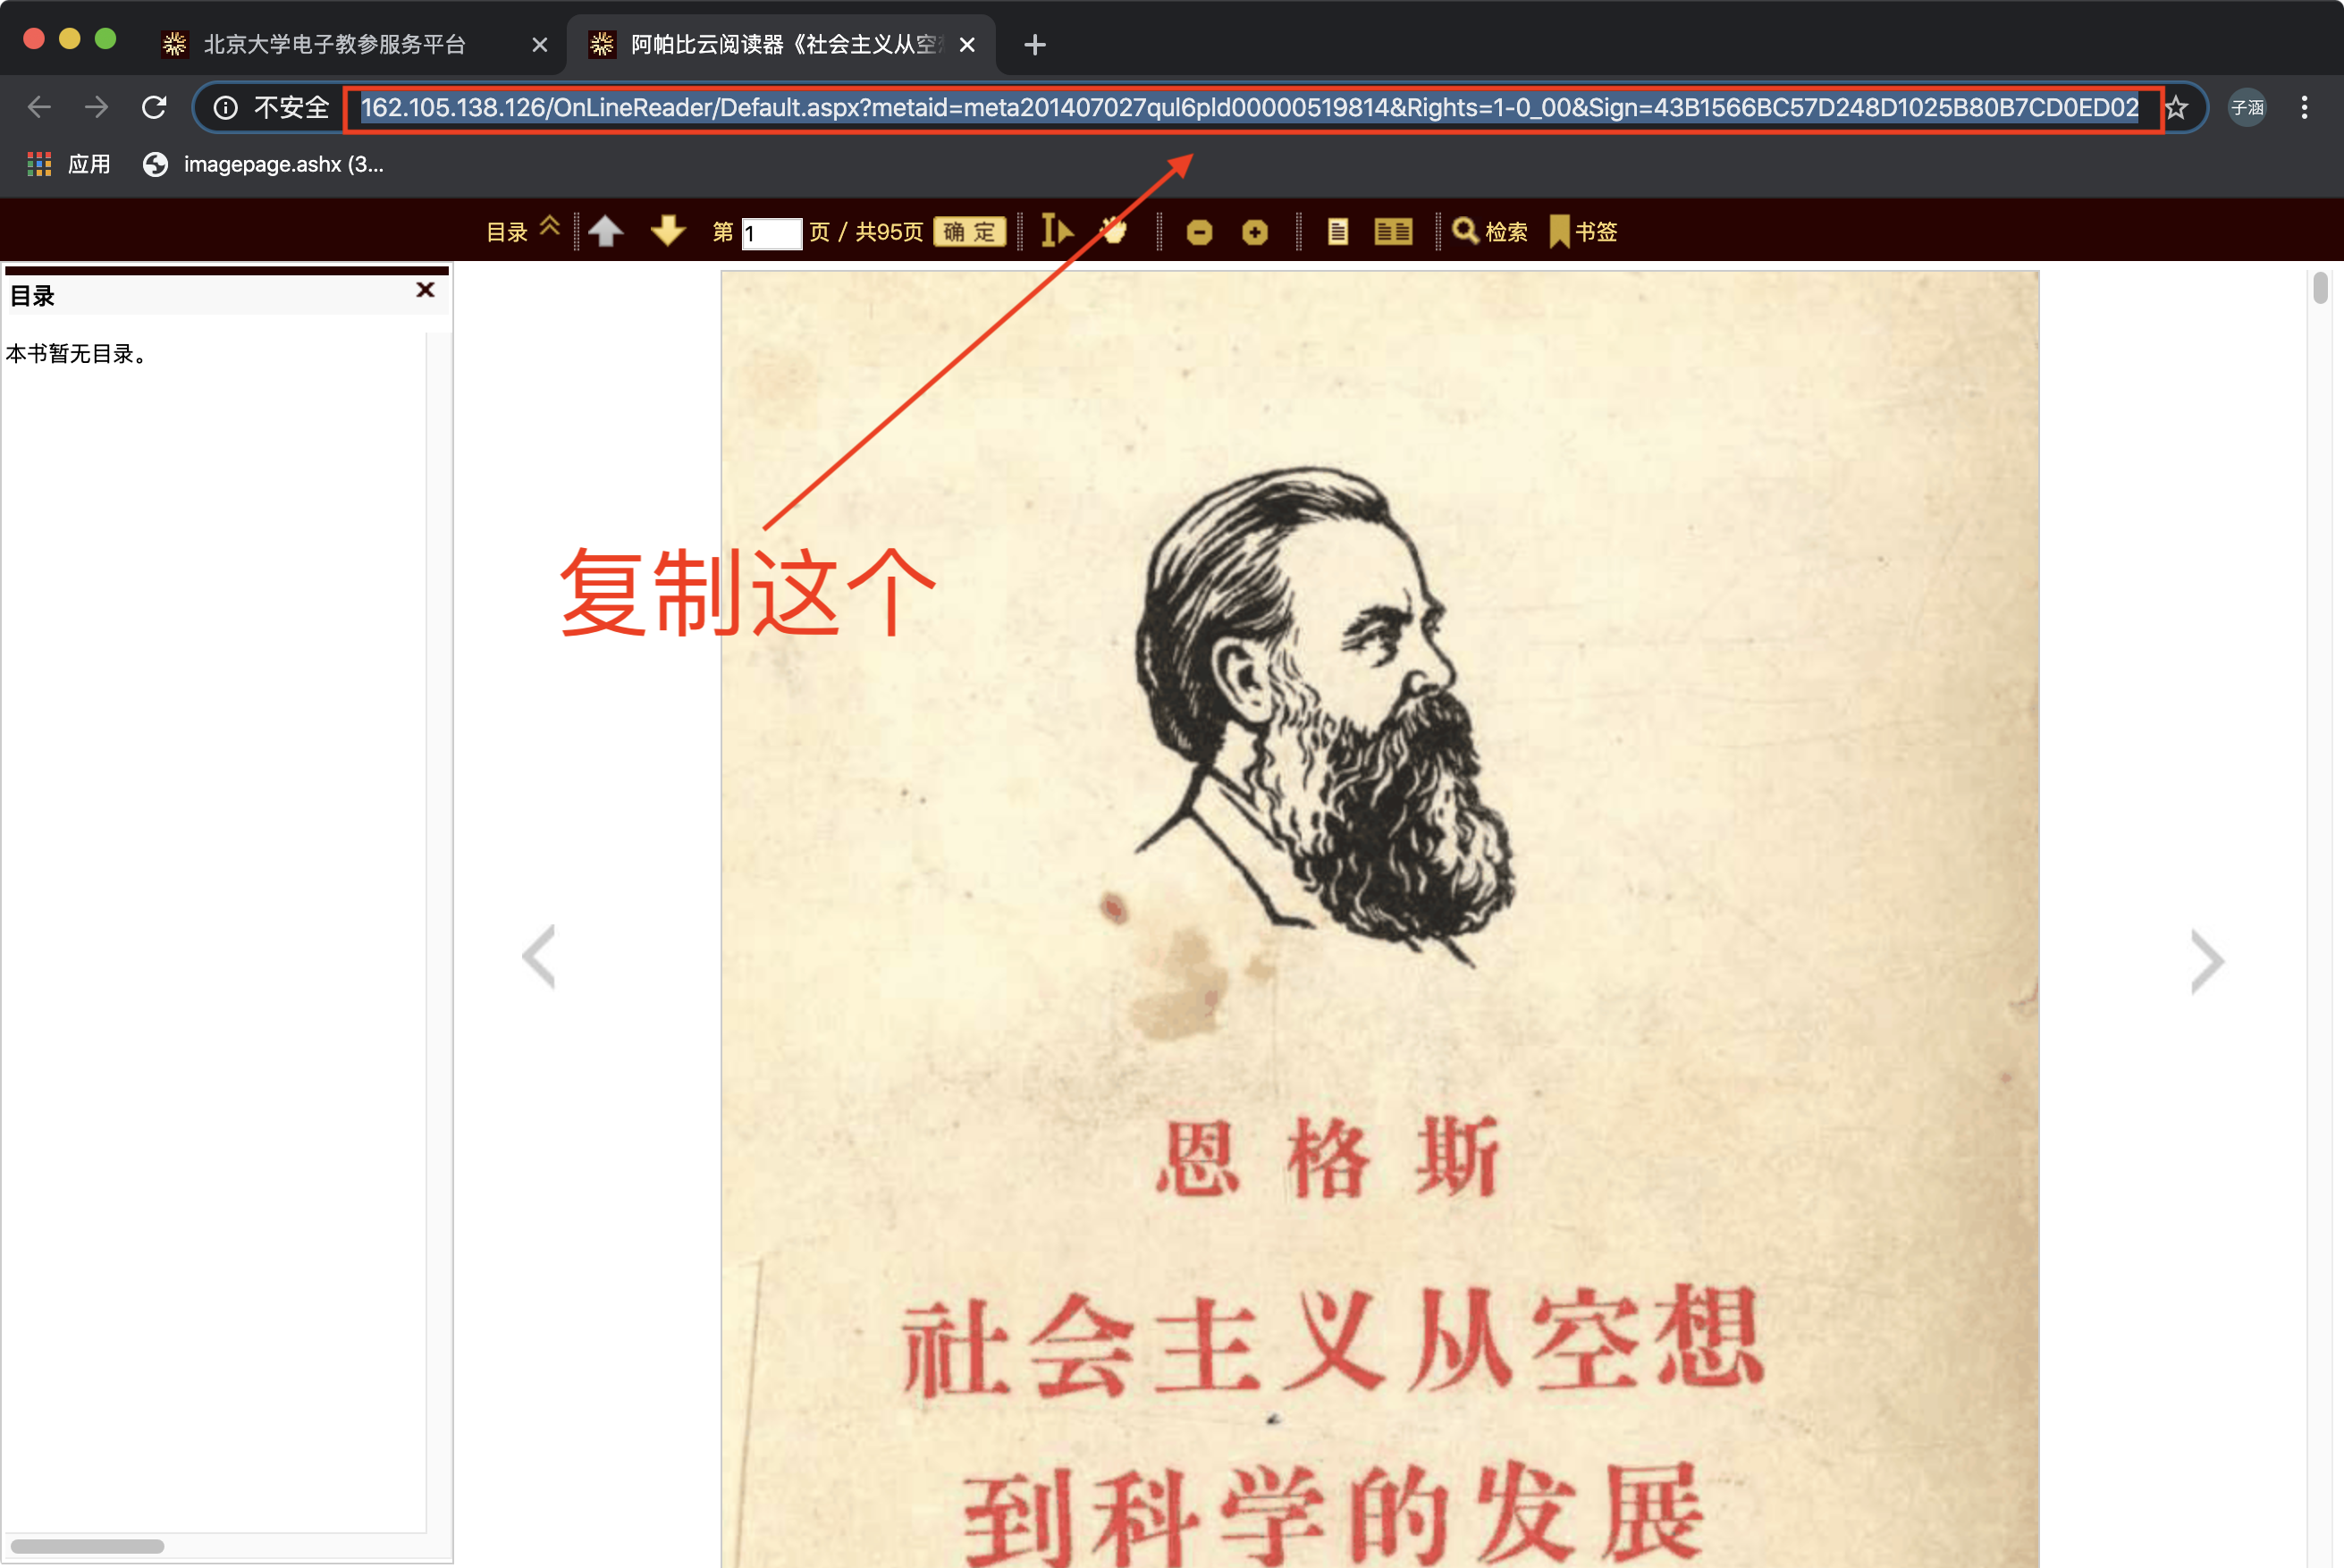 北京大学电子教参服务平台
阿帕比云阅读器《社会主义从空
不安全 162.105.138.126/OnLineReader/Default.aspx?metaid=meta201407027qul6pld00000519814&Rights=1-0_00&Sign=43B1566BC57D248D1025B80B7CD0ED02
子涵
应用 imagepage.ashx (3...
目录 第 1 页 / 共95页 确 定 检索 书签
目录
本书暂无目录。
复制这个
恩格斯
社会主义从空想
到科学的发展